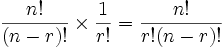 n!/(n − r)! × 1/r! = n!/r!(n − r)!